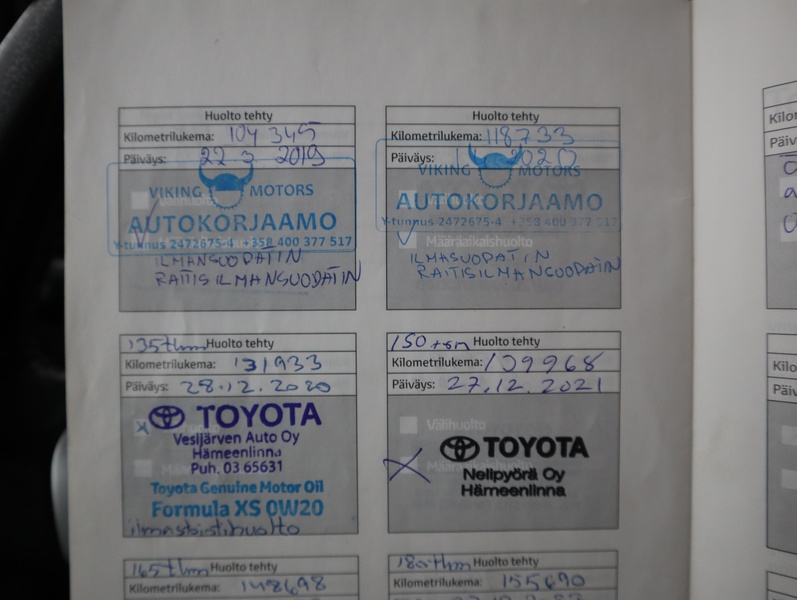 Huolto tehty
Kilometrilukema: 104 345
Päiväys: 22 3 2019
VIKING MOTORS
AUTOKORJAAMO
Y-tunnus 2472675-4 +358 400 377 517
ILMANSUODATIN
RAITISILMANSUODATIN
Huolto tehty
Kilometrilukema: 118733
Päiväys: 2020
VIKING MOTORS
AUTOKORJAAMO
Y-tunnus 2472675-4 +358 400 377 517
Määräaikaishuolto
ILMASUODATIN
RAITISILMANSUODATIN
135tkm Huolto tehty
Kilometrilukema: 131933
Päiväys: 28.12.2020
TOYOTA
Vesijärven Auto Oy
Hämeenlinna
Puh. 03 65631
Toyota Genuine Motor Oil
Formula XS 0W20
ilmastointihuolto
150 tkm Huolto tehty
Kilometrilukema: 139968
Päiväys: 27.12.2021
Välihuolto
TOYOTA
Nelipyörä Oy
Hämeenlinna
165tkm Huolto tehty
Kilometrilukema: 148698
180tkm Huolto tehty
Kilometrilukema: 155690